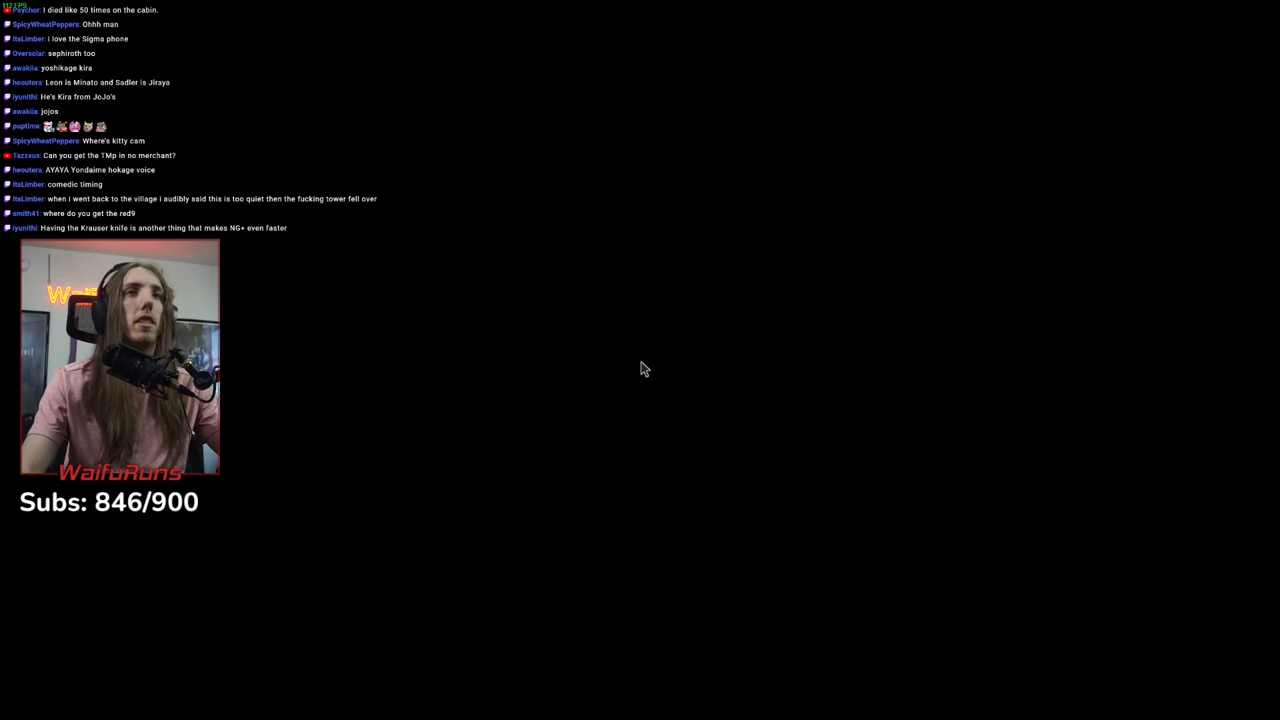 112 FPS
Psychor: I died like 50 times on the cabin.
SpicyWheatPeppers: Ohhh man
ItsLimber: i love the Sigma phone
Oversolar: sephiroth too
awakiia: yoshikage kira
heoutera: Leon is Minato and Sadler is Jiraya
iyunithi: He's Kira from JoJo's
awakiia: jojos
puptime:
SpicyWheatPeppers: Where's kitty cam
Tazzeus: Can you get the TMp in no merchant?
heoutera: AYAYA Yondaime hokage voice
ItsLimber: comedic timing
ItsLimber: when i went back to the village i audibly said this is too quiet then the fucking tower fell over
smith41: where do you get the red9
iyunithi: Having the Krauser knife is another thing that makes NG+ even faster
WaifuRuns
Subs: 846/900